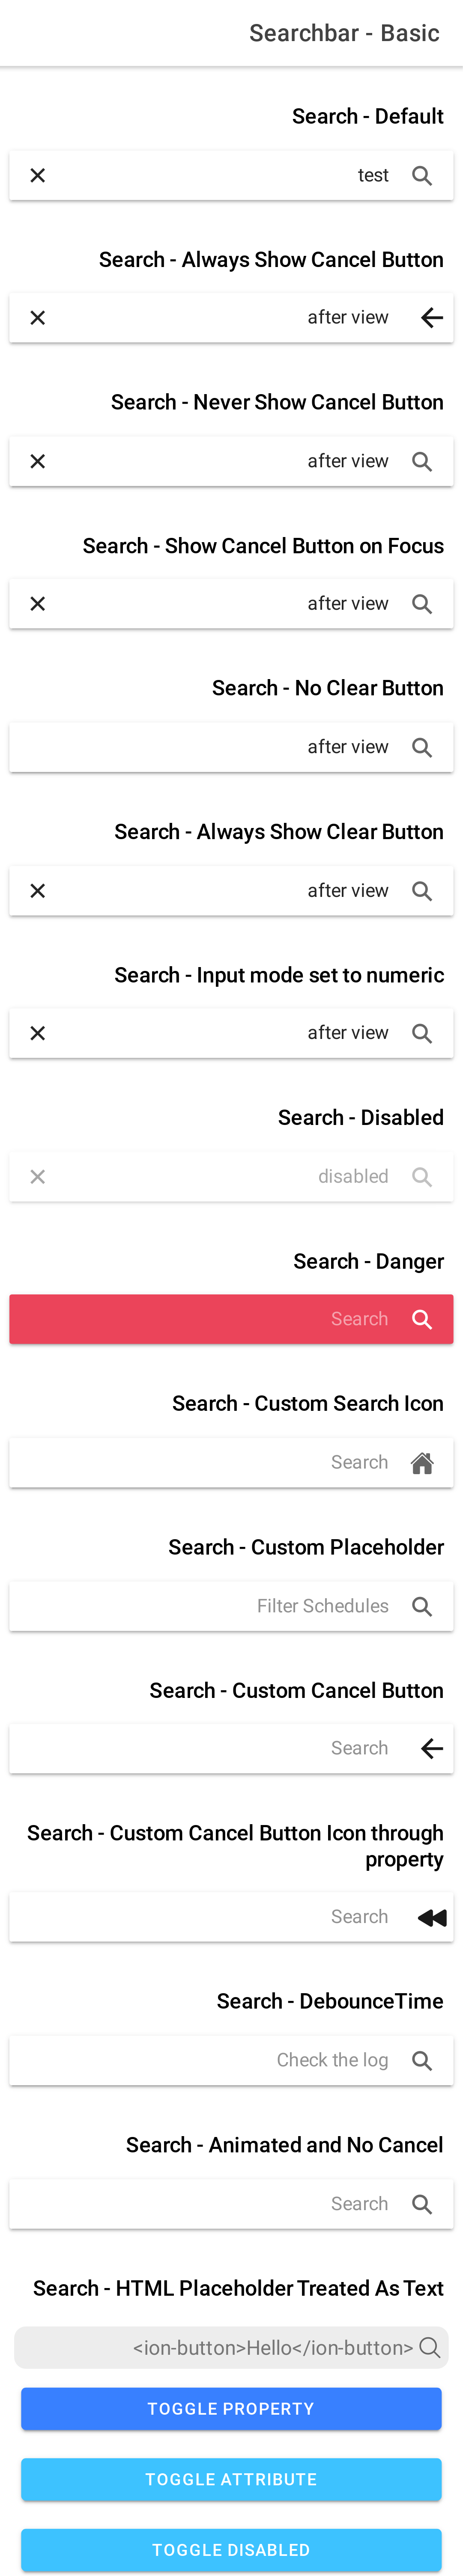 Searchbar - Basic
Search - Default
test
Search - Always Show Cancel Button
after view
Search - Never Show Cancel Button
after view
Search - Show Cancel Button on Focus
after view
Search - No Clear Button
after view
Search - Always Show Clear Button
after view
Search - Input mode set to numeric
after view
Search - Disabled
disabled
Search - Danger
Search
Search - Custom Search Icon
Search
Search - Custom Placeholder
Filter Schedules
Search - Custom Cancel Button
Search
Search - Custom Cancel Button Icon through
property
Search
Search - DebounceTime
Check the log
Search - Animated and No Cancel
Search
Search - HTML Placeholder Treated As Text
<ion-button>Hello</ion-button>
TOGGLE PROPERTY
TOGGLE ATTRIBUTE
TOGGLE DISABLED